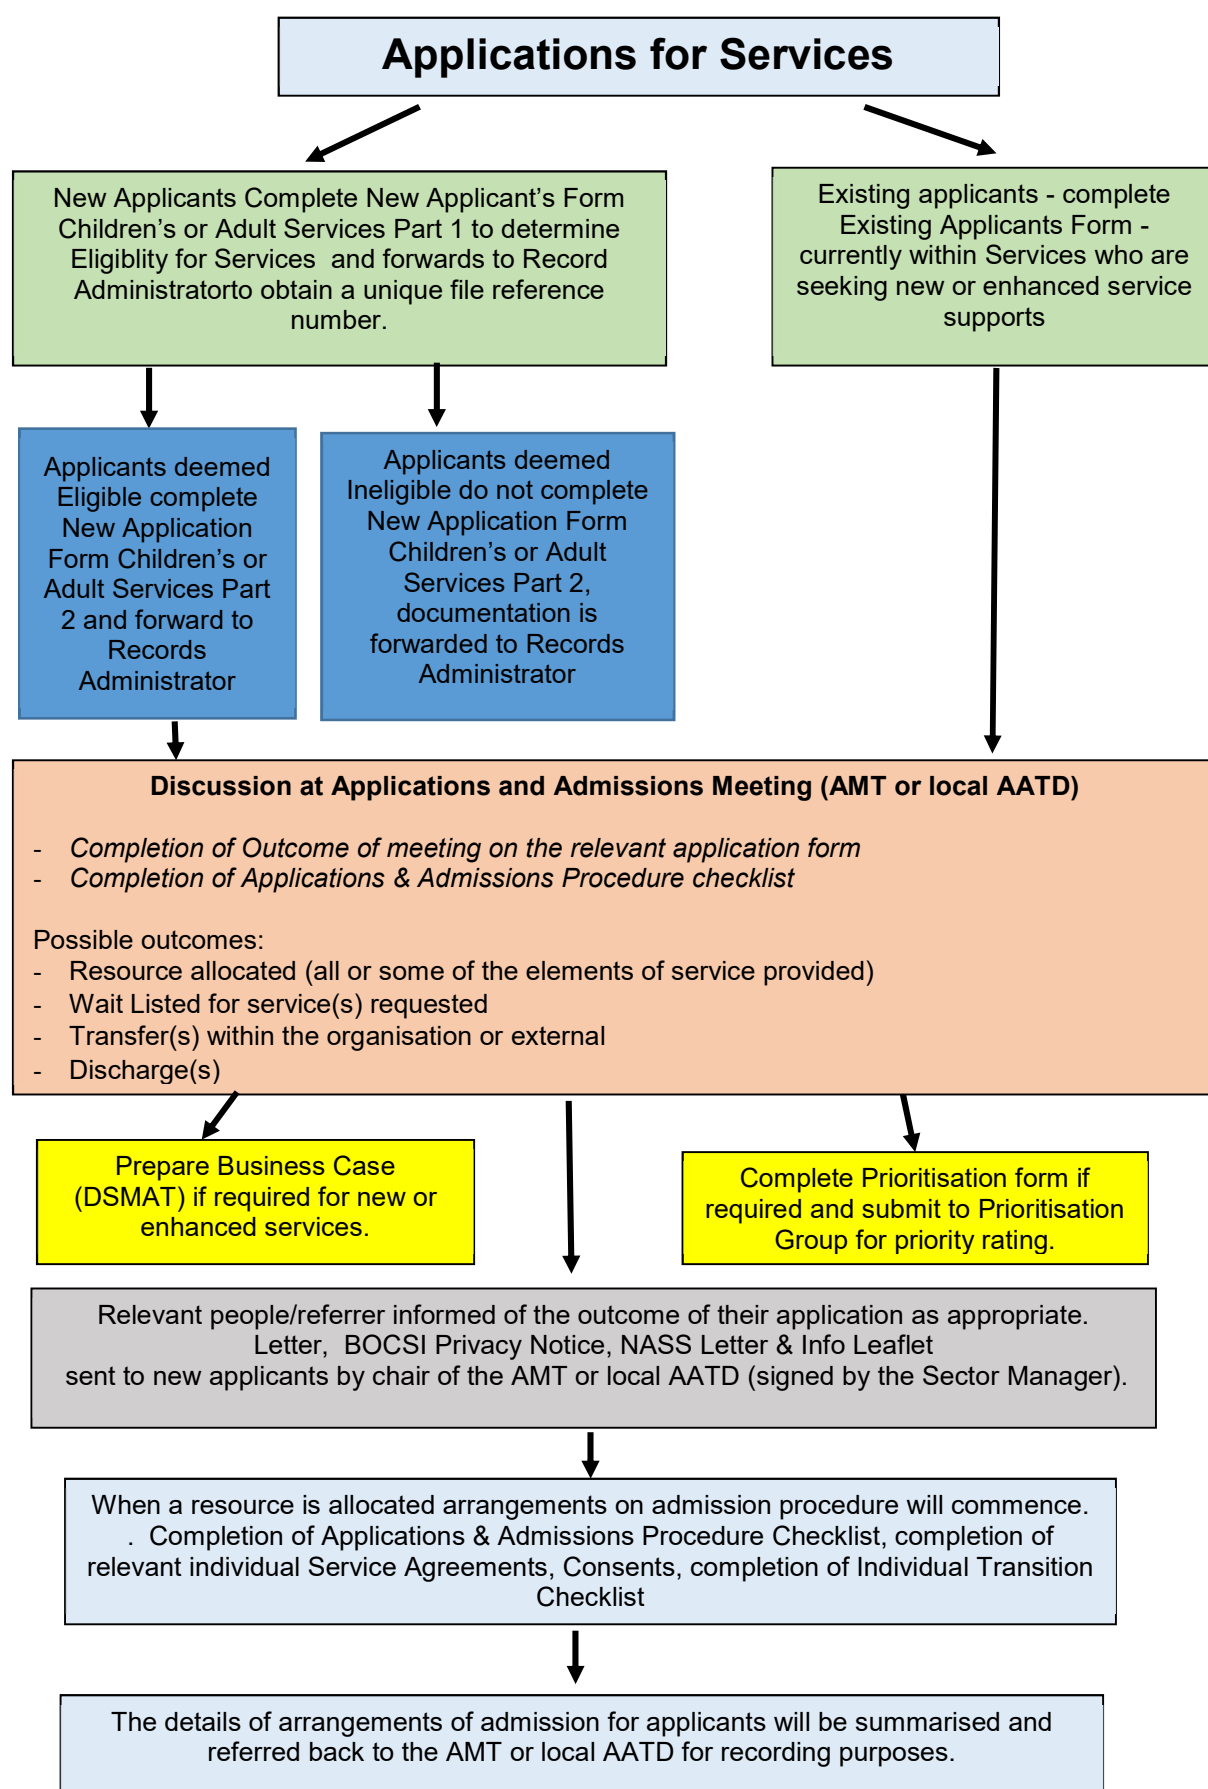 Applications for Services
New Applicants Complete New Applicant’s Form
Children’s or Adult Services Part 1 to determine
Eligiblity for Services  and forwards to Record
Administratorto obtain a unique file reference
number.
Existing applicants - complete
Existing Applicants Form -
currently within Services who are
seeking new or enhanced service
supports
Applicants deemed
Eligible complete
New Application
Form Children’s or
Adult Services Part
2 and forward to
Records
Administrator
Applicants deemed
Ineligible do not complete
New Application Form
Children’s or Adult
Services Part 2,
documentation is
forwarded to Records
Administrator
Discussion at Applications and Admissions Meeting (AMT or local AATD)
- Completion of Outcome of meeting on the relevant application form
- Completion of Applications & Admissions Procedure checklist
Possible outcomes:
- Resource allocated (all or some of the elements of service provided)
- Wait Listed for service(s) requested
- Transfer(s) within the organisation or external
- Discharge(s)
Prepare Business Case
(DSMAT) if required for new or
enhanced services.
Complete Prioritisation form if
required and submit to Prioritisation
Group for priority rating.
Relevant people/referrer informed of the outcome of their application as appropriate.
Letter,  BOCSI Privacy Notice, NASS Letter & Info Leaflet
sent to new applicants by chair of the AMT or local AATD (signed by the Sector Manager).
When a resource is allocated arrangements on admission procedure will commence.
.  Completion of Applications & Admissions Procedure Checklist, completion of
relevant individual Service Agreements, Consents, completion of Individual Transition
Checklist
The details of arrangements of admission for applicants will be summarised and
referred back to the AMT or local AATD for recording purposes.